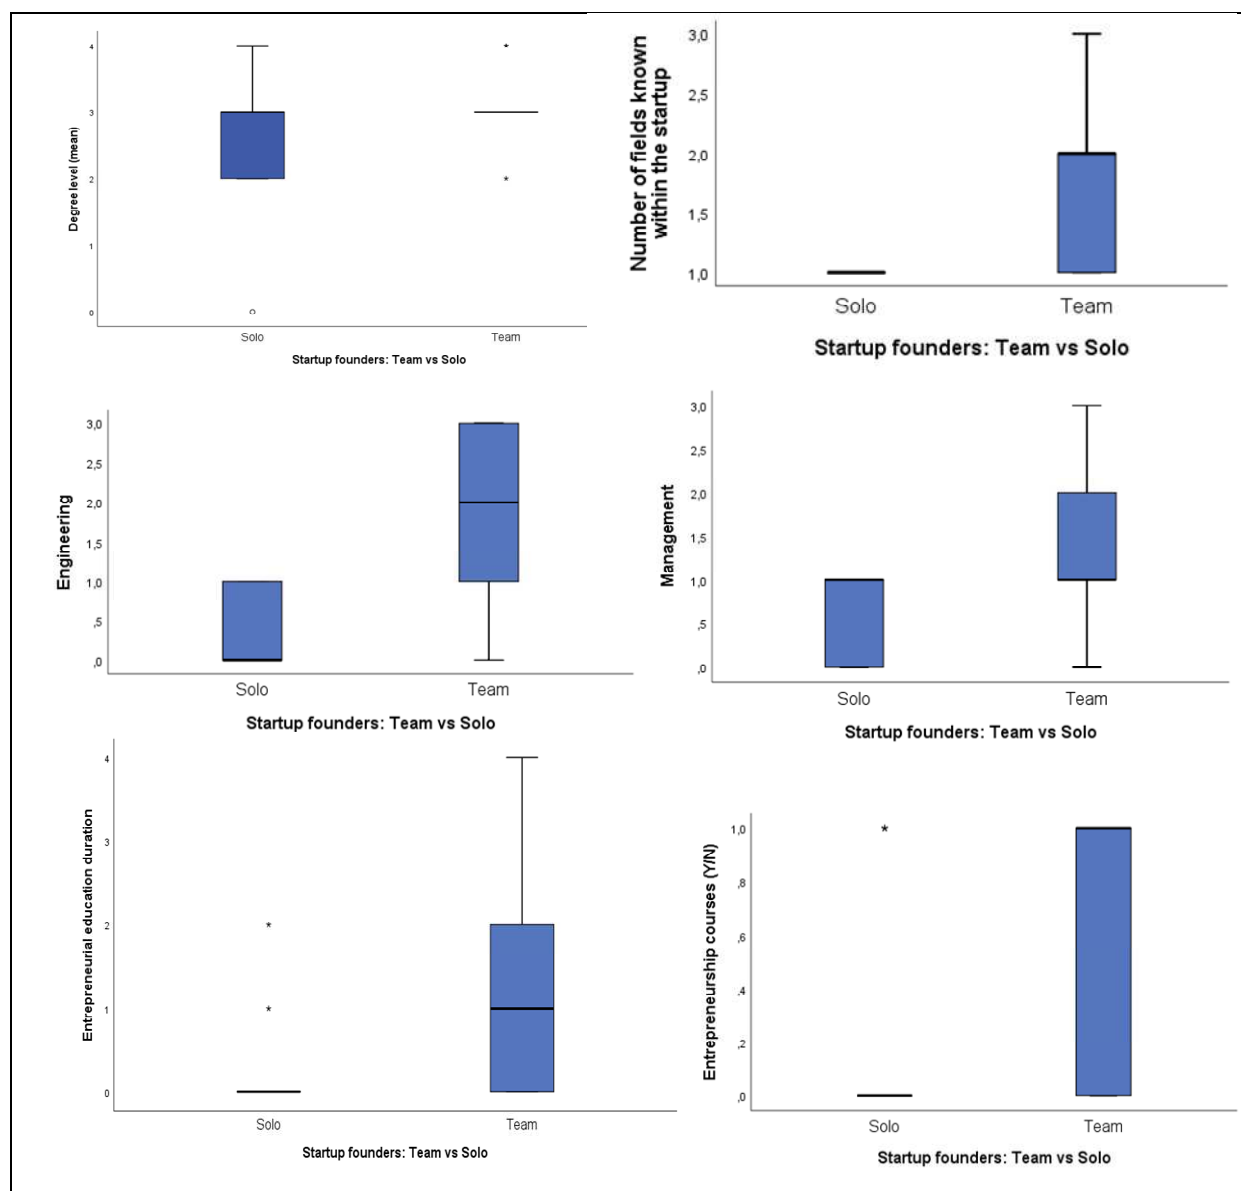 Degree level (mean)
4
3
2
1
0
*
*
Solo
Team
Startup founders: Team vs Solo
Number of fields known
within the startup
3,0
2,5
2,0
1,5
1,0
Solo
Team
Startup founders: Team vs Solo
Engineering
3,0
2,5
2,0
1,5
1,0
,5
,0
Solo
Team
Startup founders: Team vs Solo
Management
3,0
2,5
2,0
1,5
1,0
,5
,0
Solo
Team
Startup founders: Team vs Solo
Entrepreneurial education duration
4
3
2
1
0
*
*
Solo
Team
Startup founders: Team vs Solo
Entrepreneurship courses (Y/N)
1,0
,8
,6
,4
,2
,0
*
Solo
Team
Startup founders: Team vs Solo